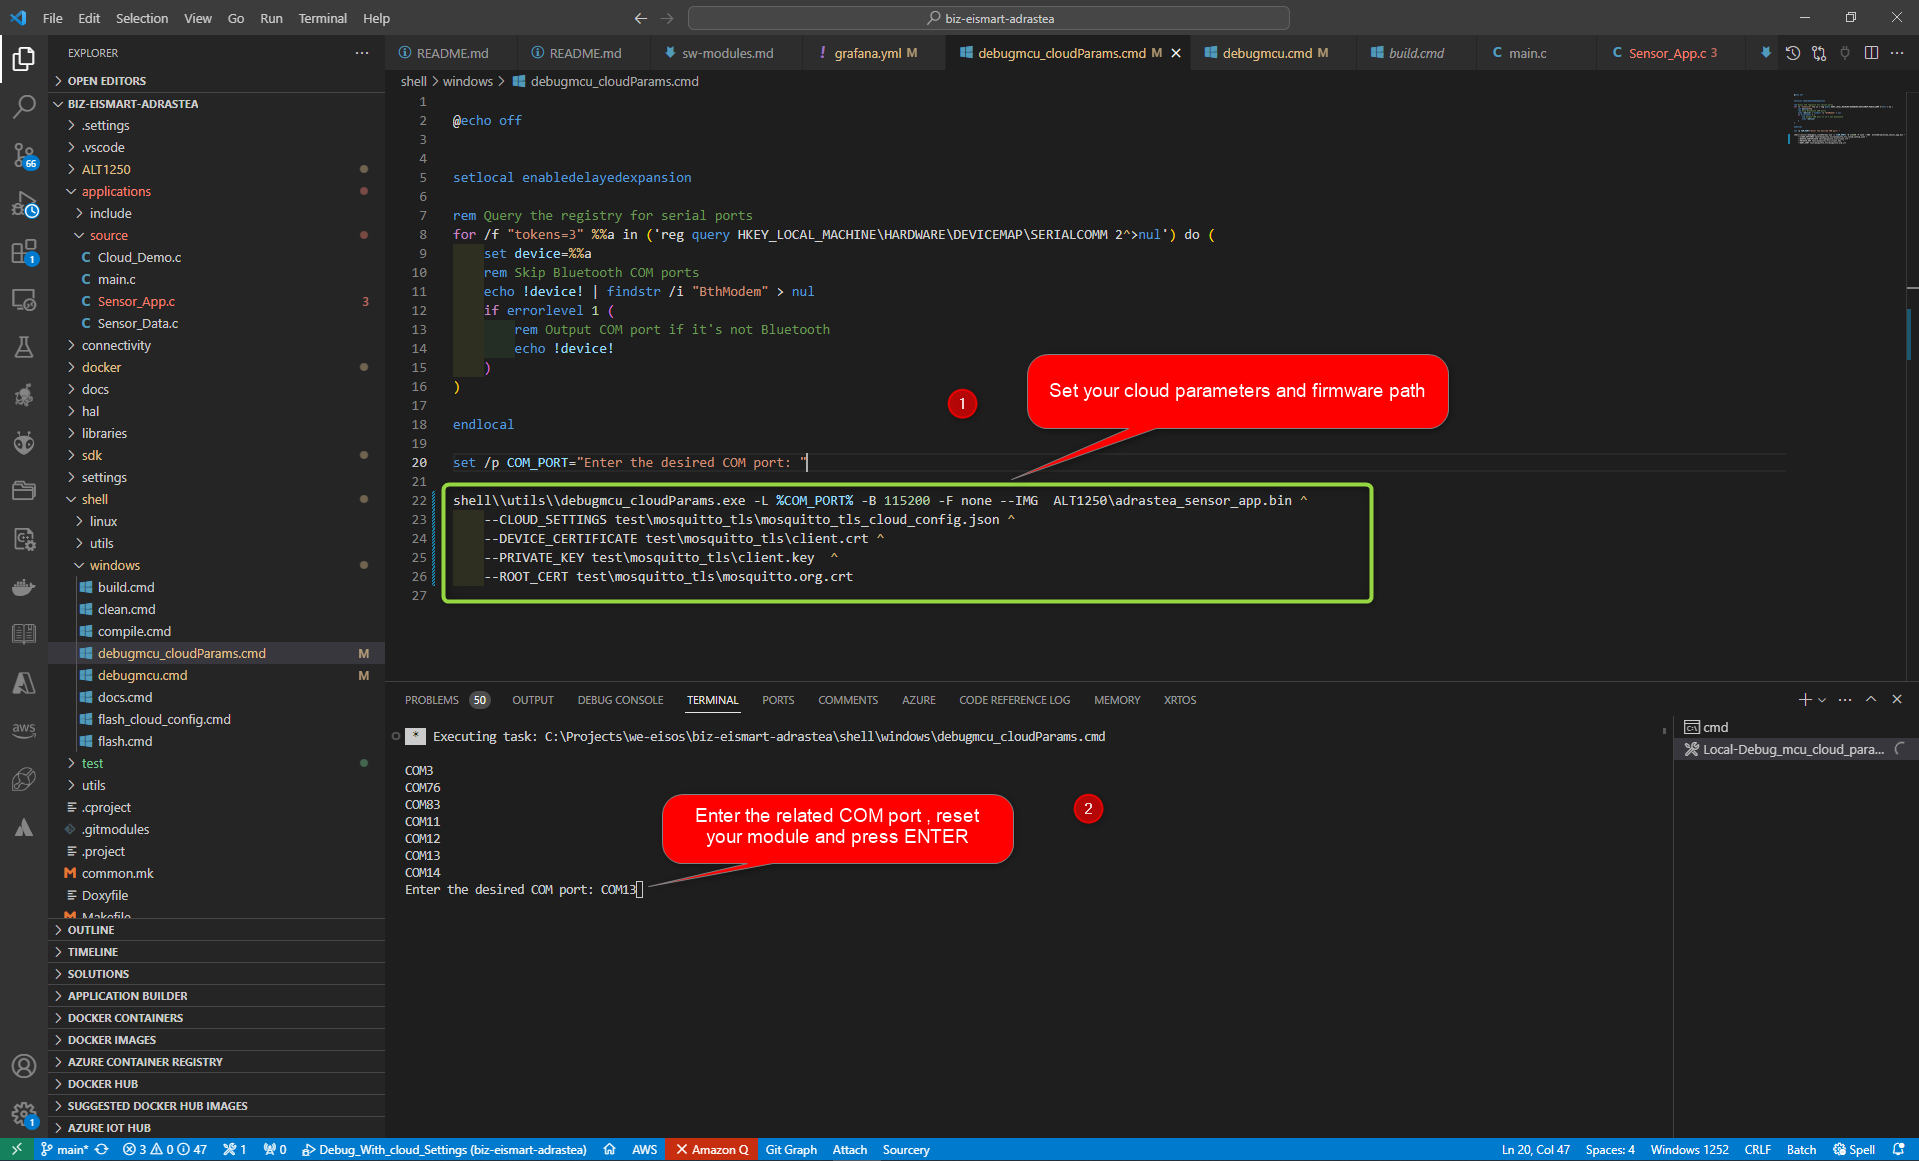 File Edit Selection View Go Run Terminal Help
biz-eismart-adrastea
EXPLORER
README.md
README.md
sw-modules.md
grafana.yml M
debugmcu_cloudParams.cmd M
debugmcu.cmd M
build.cmd
main.c
Sensor_App.c 3
OPEN EDITORS
BIZ-EISMART-ADRASTEA
.settings
.vscode
ALT1250
applications
include
source
Cloud_Demo.c
main.c
Sensor_App.c 3
Sensor_Data.c
connectivity
docker
docs
hal
libraries
sdk
settings
shell
linux
utils
windows
build.cmd
clean.cmd
compile.cmd
debugmcu_cloudParams.cmd M
debugmcu.cmd M
docs.cmd
flash_cloud_config.cmd
flash.cmd
test
utils
.cproject
.gitmodules
.project
common.mk
Doxyfile
Makefile
OUTLINE
TIMELINE
SOLUTIONS
APPLICATION BUILDER
DOCKER CONTAINERS
DOCKER IMAGES
AZURE CONTAINER REGISTRY
DOCKER HUB
SUGGESTED DOCKER HUB IMAGES
AZURE IOT HUB
66
1
aws
1
shell > windows > debugmcu_cloudParams.cmd
1
2 @echo off
3
4
5 setlocal enabledelayedexpansion
6
7 rem Query the registry for serial ports
8 for /f "tokens=3" %%a in ('reg query HKEY_LOCAL_MACHINE\HARDWARE\DEVICEMAP\SERIALCOMM 2^>nul') do (
9 set device=%%a
10 rem Skip Bluetooth COM ports
11 echo !device! | findstr /i "BthModem" > nul
12 if errorlevel 1 (
13 rem Output COM port if it's not Bluetooth
14 echo !device!
15 )
16 )
17
18 endlocal
19
20 set /p COM_PORT="Enter the desired COM port: "
21
22 shell\\utils\\debugmcu_cloudParams.exe -L %COM_PORT% -B 115200 -F none --IMG  ALT1250\adrastea_sensor_app.bin ^
23 --CLOUD_SETTINGS test\mosquitto_tls\mosquitto_tls_cloud_config.json ^
24 --DEVICE_CERTIFICATE test\mosquitto_tls\client.crt ^
25 --PRIVATE_KEY test\mosquitto_tls\client.key  ^
26 --ROOT_CERT test\mosquitto_tls\mosquitto.org.crt
27
1
Set your cloud parameters and firmware path
PROBLEMS 50 OUTPUT DEBUG CONSOLE TERMINAL PORTS COMMENTS AZURE CODE REFERENCE LOG MEMORY XRTOS
* Executing task: C:\Projects\we-eisos\biz-eismart-adrastea\shell\windows\debugmcu_cloudParams.cmd
COM3
COM76
COM83
COM11
COM12
COM13
COM14
Enter the desired COM port: COM13
Enter the related COM port , reset
your module and press ENTER
2
cmd
Local-Debug_mcu_cloud_para...
main* 3 0 47 1 0 Debug_With_cloud_Settings (biz-eismart-adrastea) AWS Amazon Q Git Graph Attach Sourcery Ln 20, Col 47 Spaces: 4 Windows 1252 CRLF Batch Spell